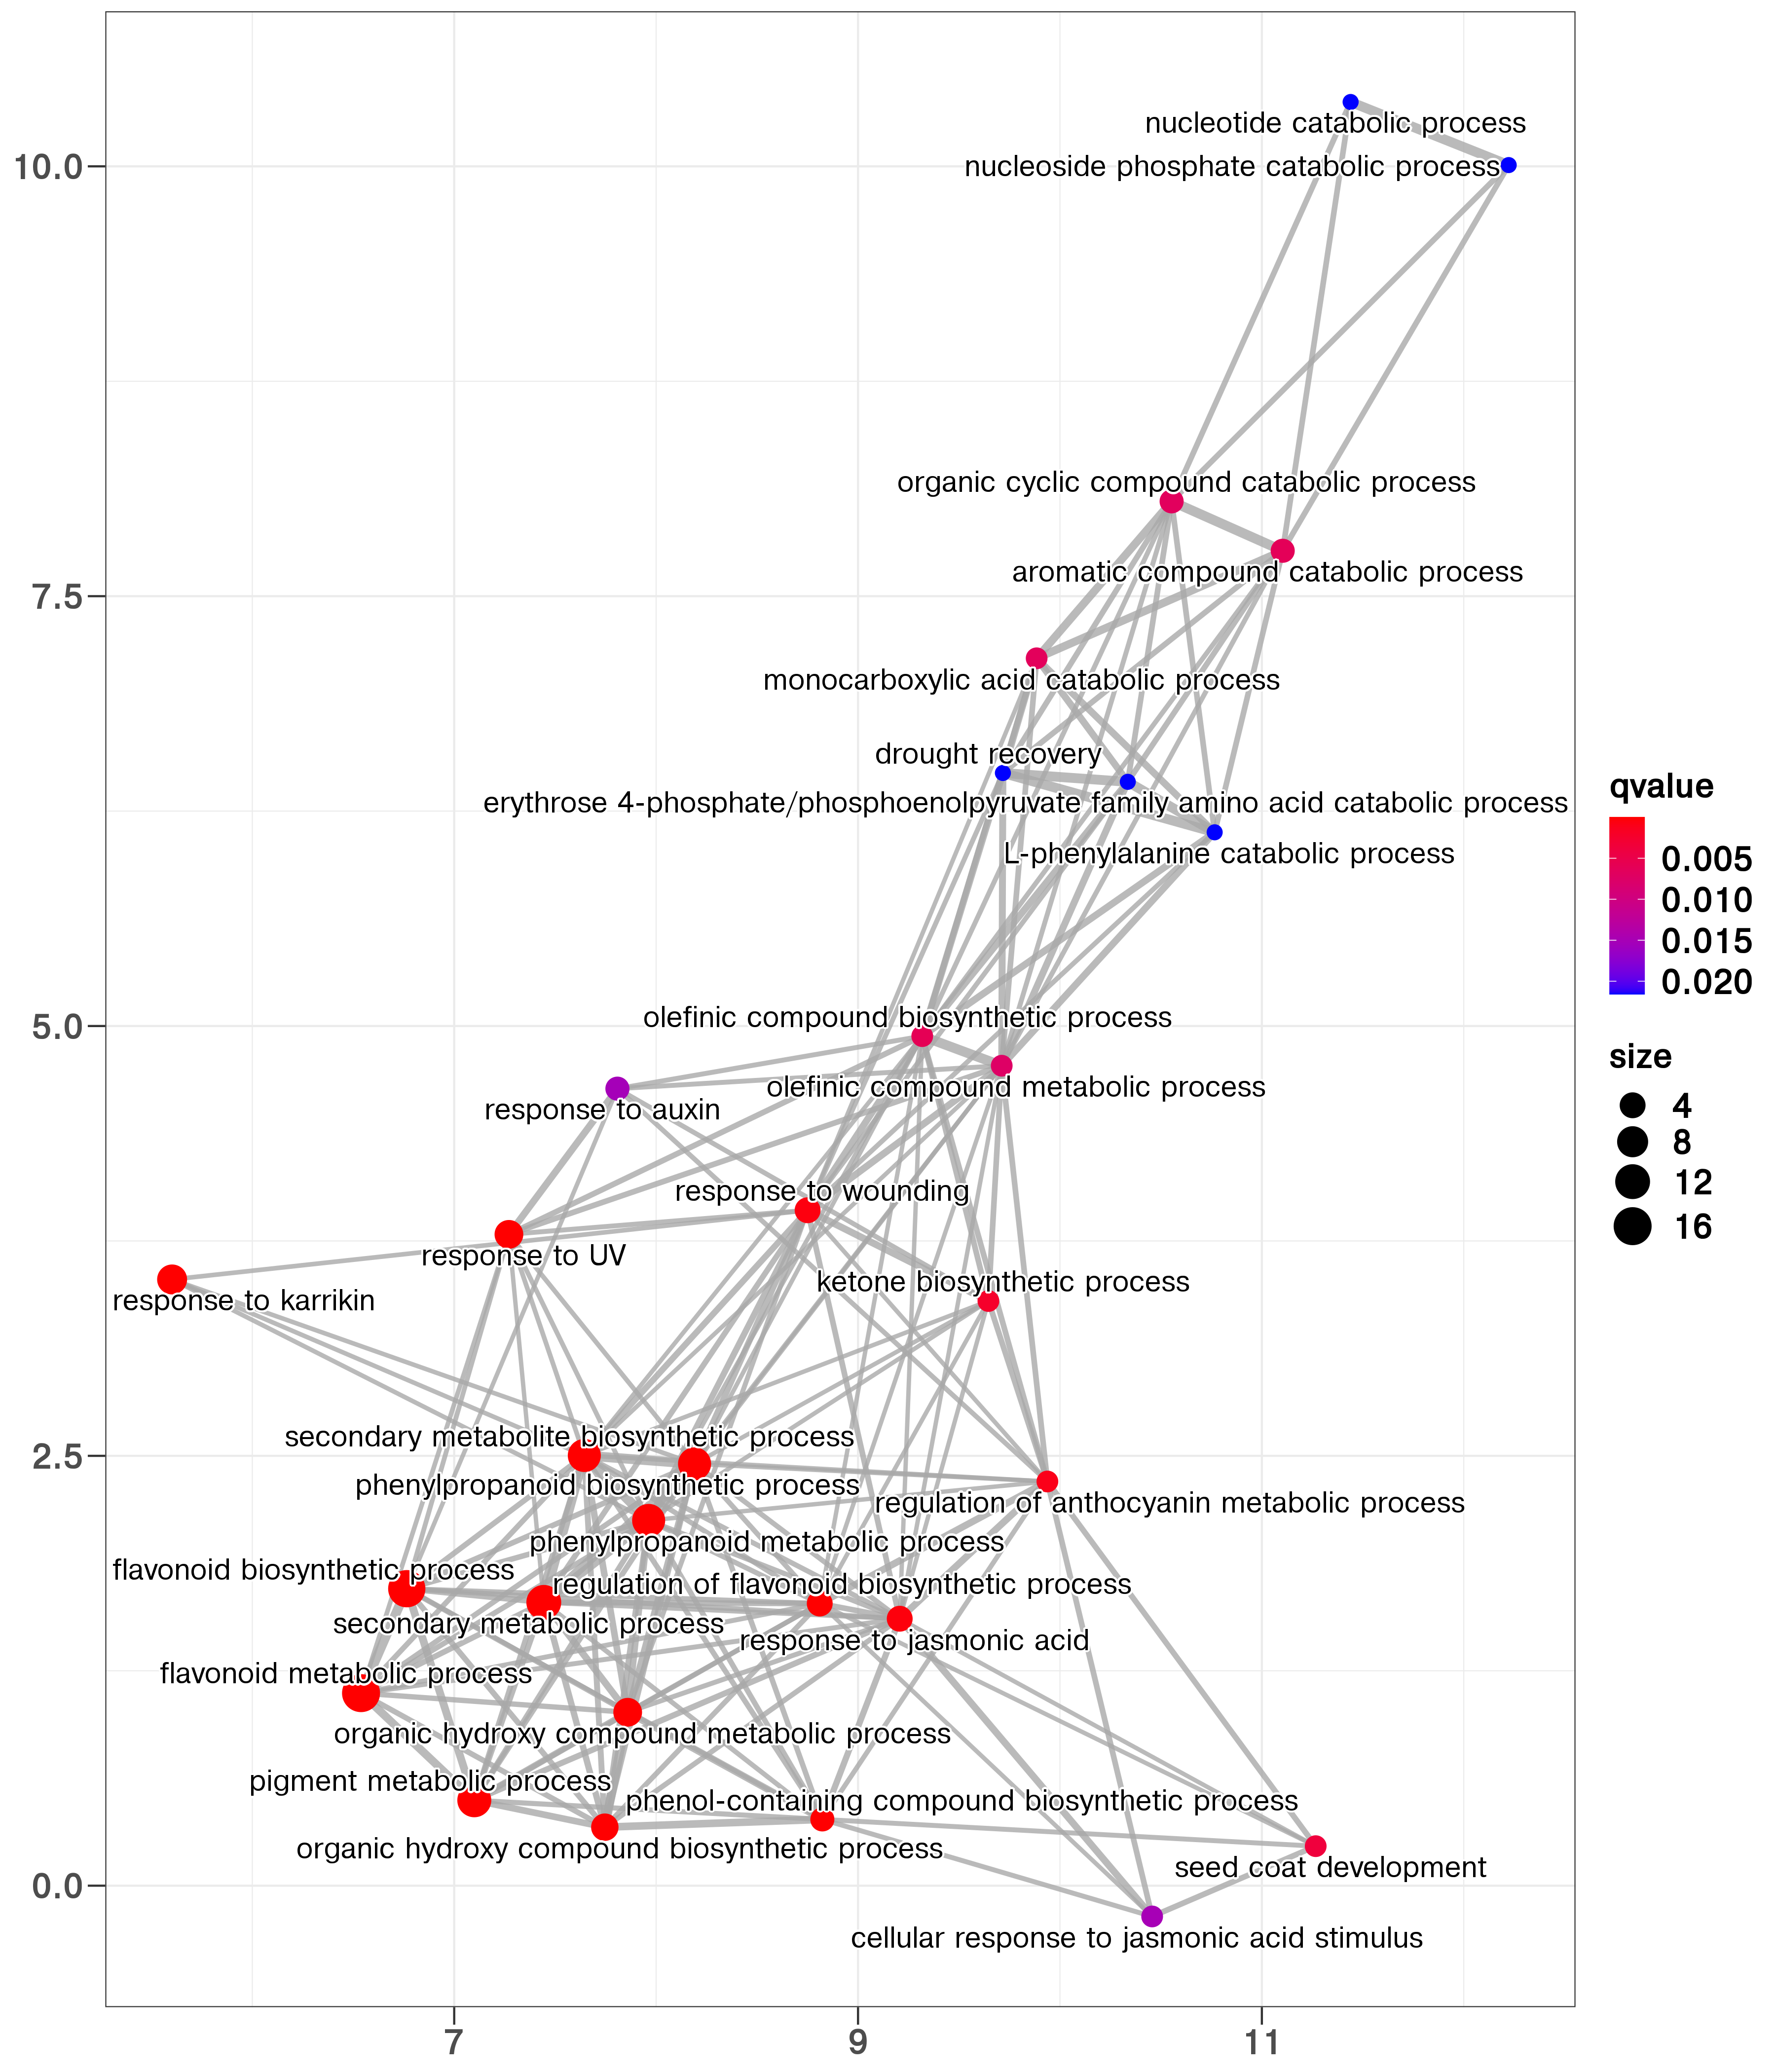 nucleotide catabolic process
10.0
nucleoside phosphate catabolic process
organic cyclic compound catabolic process
aromatic compound catabolic process
7.5
monocarboxylic acid catabolic process
drought recovery
erythrose 4-phosphate/phosphoenolpyruvate family amino acid catabolic process
L-phenylalanine catabolic process
olefinic compound biosynthetic process
5.0
olefinic compound metabolic process
response to auxin
response to wounding
response to UV
ketone biosynthetic process
response to karrikin
secondary metabolite biosynthetic process
2.5
phenylpropanoid biosynthetic process
regulation of anthocyanin metabolic process
phenylpropanoid metabolic process
flavonoid biosynthetic process
regulation of flavonoid biosynthetic process
secondary metabolic process
response to jasmonic acid
flavonoid metabolic process
organic hydroxy compound metabolic process
pigment metabolic process
phenol-containing compound biosynthetic process
organic hydroxy compound biosynthetic process
seed coat development
0.0
cellular response to jasmonic acid stimulus
7
9
11
qvalue
0.005
0.010
0.015
0.020
size
4
8
12
16